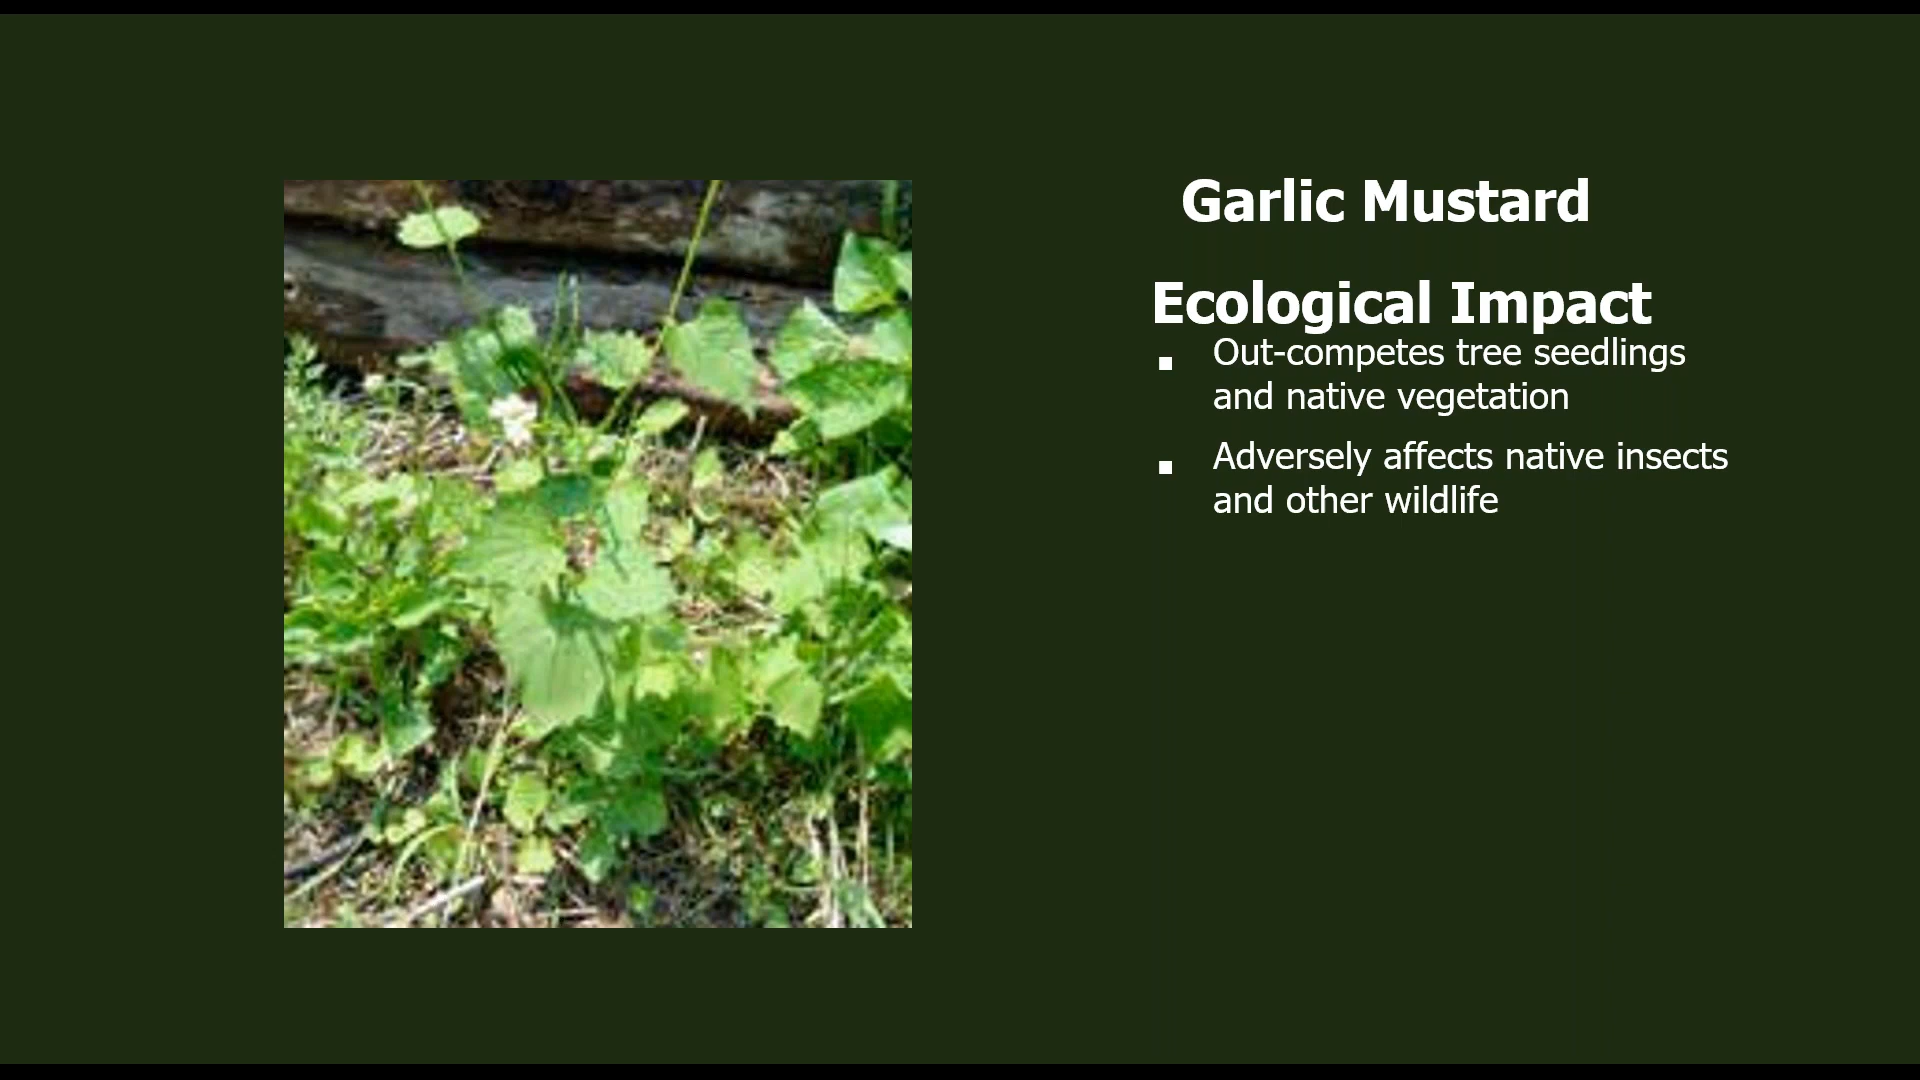 Garlic Mustard
Ecological Impact
▪ Out-competes tree seedlings
and native vegetation
▪ Adversely affects native insects
and other wildlife